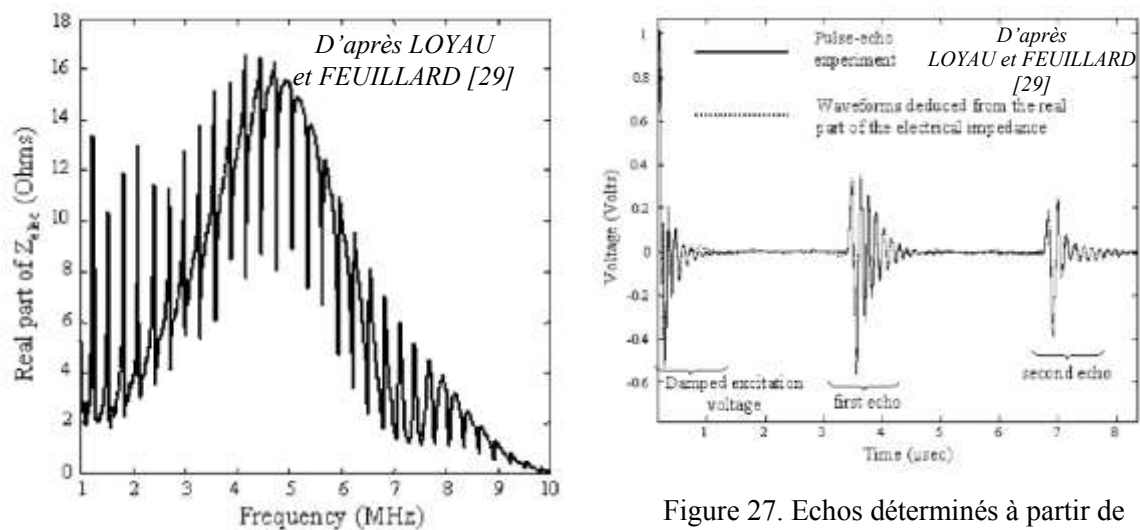 18
16
14
12
10
8
6
4
2
0
Real part of Z_elec (Ohms)
D'après LOYAU
et FEUILLARD [29]
1 2 3 4 5 6 7 8 9 10
Frequency (MHz)
1
0.8
0.6
0.4
0.2
0
-0.2
-0.4
-0.6
Voltage (Volts)
Pulse-echo
experiment
D'après
LOYAU et FEUILLARD
[29]
Waveforms deduced from the real
part of the electrical impedance
Damped excitation
voltage
first echo
second echo
1 2 3 4 5 6 7 8
Time (μsec)
Figure 27. Echos déterminés à partir de